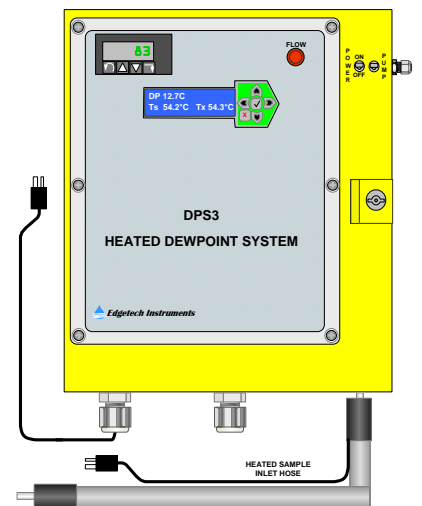 83
FLOW
POWER
ON
OFF
PUMP
DP 12.7C
Ts 54.2°C Tx 54.3°C
X
DPS3
HEATED DEWPOINT SYSTEM
Edgetech Instruments
HEATED SAMPLE
INLET HOSE